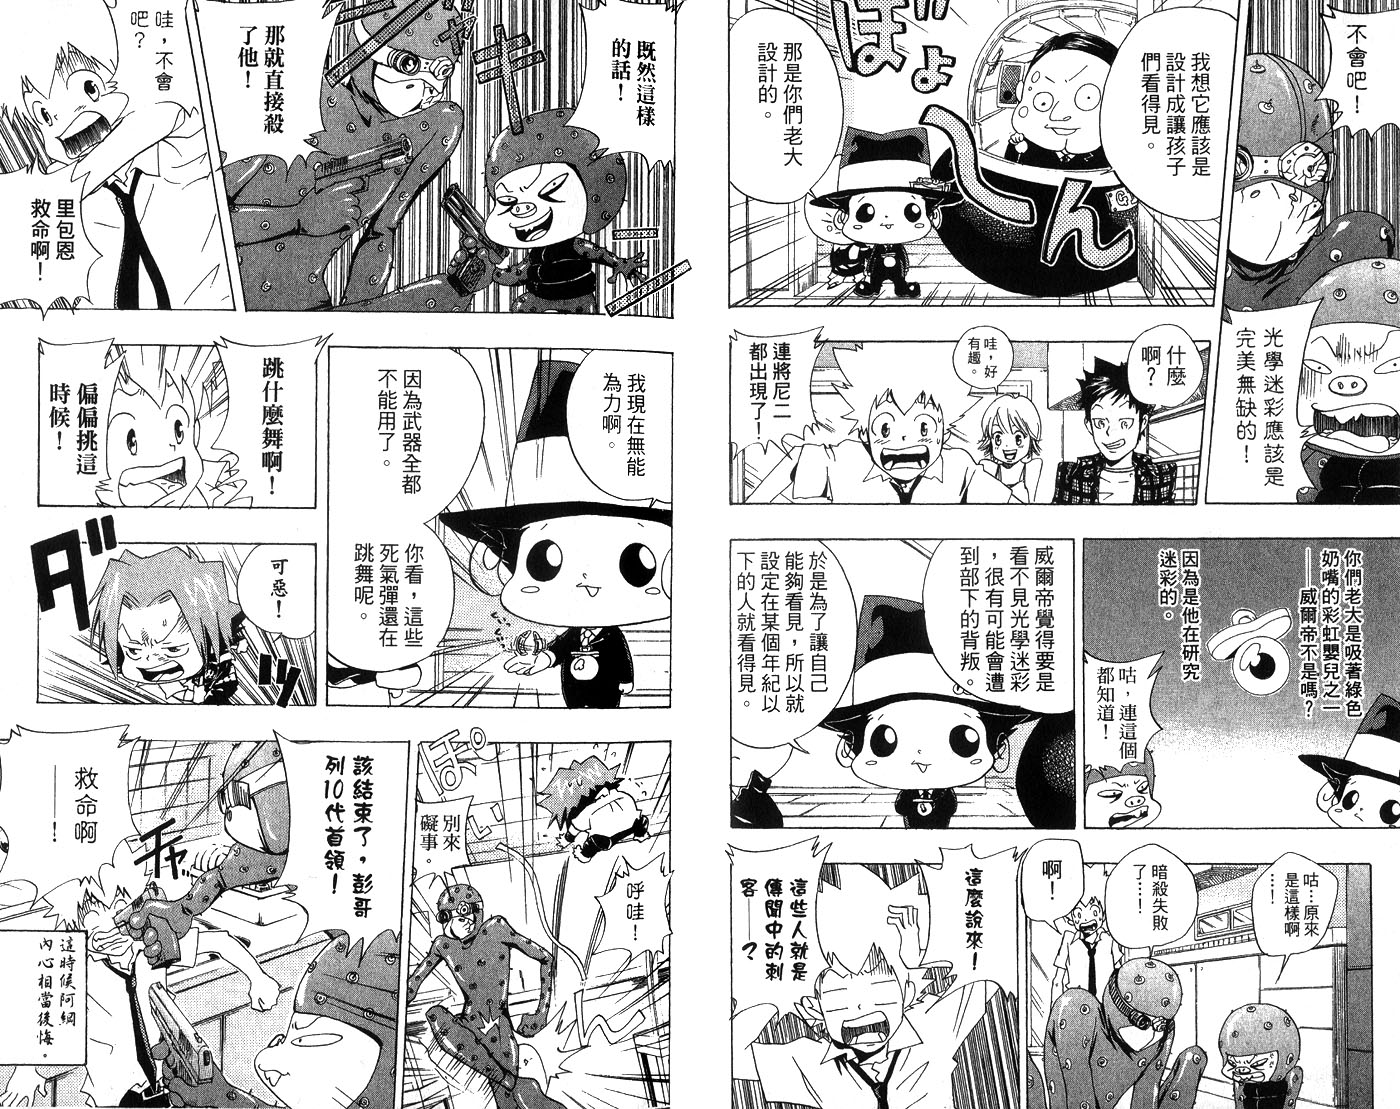 不會吧！
光學迷彩應該是
完美無缺的！
我想它應該是
設計成讓孩子
們看得見。
那是你們老大
設計的。
ぼよよ〜ん
什麼
啊？
哇，好
有趣。
連將尼二
都出現了！
你們老大是吸著綠色
奶嘴的彩虹嬰兒之一
——威爾帝不是嗎？
因為是他在研究
迷彩的。
咕，連這個
都知道！
威爾帝覺得要是
看不見光學迷彩
，很有可能會遭
到部下的背叛。
於是為了讓自己
能夠看見，所以就
設定在某個年紀以
下的人就看得見。
咕…原來
是這樣啊
……！
暗殺失敗
了……！
啊！
這麼說來！
這些人就是
傳聞中的刺
客——？
既然這樣
的話！
那就直接殺
了他！
キキキ
哇，不會
吧？
里包恩
救命啊！
我現在無能
為力啊。
因為武器全都
不能用了。
你看，這些
死氣彈還在
跳舞呢。
跳什麼舞啊！
偏偏挑這
時候！
可惡！
ダッ
呼哇！
別來
礙事。
該結束了，彭哥
列10代首領！
チャ…
救命啊
——！
這時候阿綱
內心相當後悔。